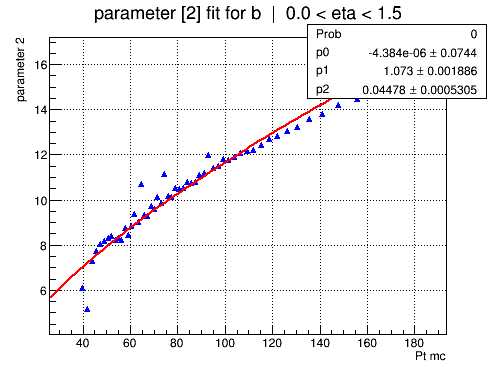 parameter [2] fit for b | 0.0 < eta < 1.5
Prob 0
p0 -4.384e-06 ± 0.0744
p1 1.073 ± 0.001886
p2 0.04478 ± 0.0005305
parameter 2
16
14
12
10
8
6
40 60 80 100 120 140 160 180
Pt mc